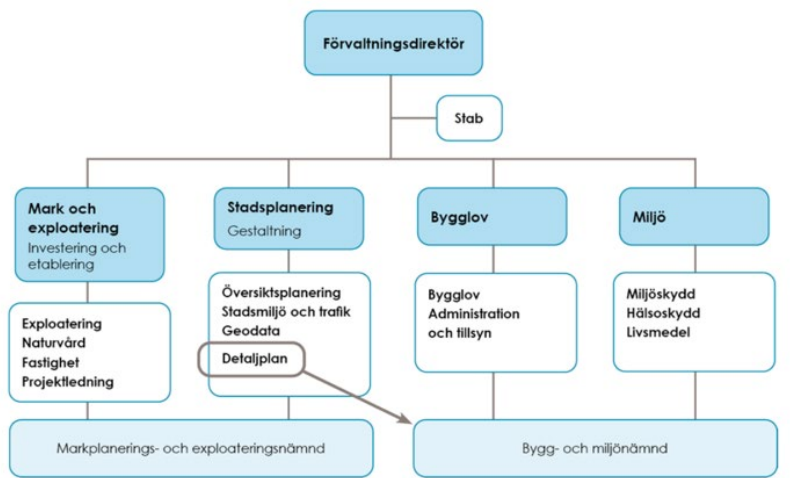 Förvaltningsdirektör
Stab
Mark och
exploatering
Investering och
etablering
Stadsplanering
Gestaltning
Bygglov
Miljö
Exploatering
Naturvård
Fastighet
Projektledning
Översiktsplanering
Stadsmiljö och trafik
Geodata
Detaljplan
Bygglov
Administration
och tillsyn
Miljöskydd
Hälsoskydd
Livsmedel
Markplanerings- och exploateringsnämnd
Bygg- och miljönämnd